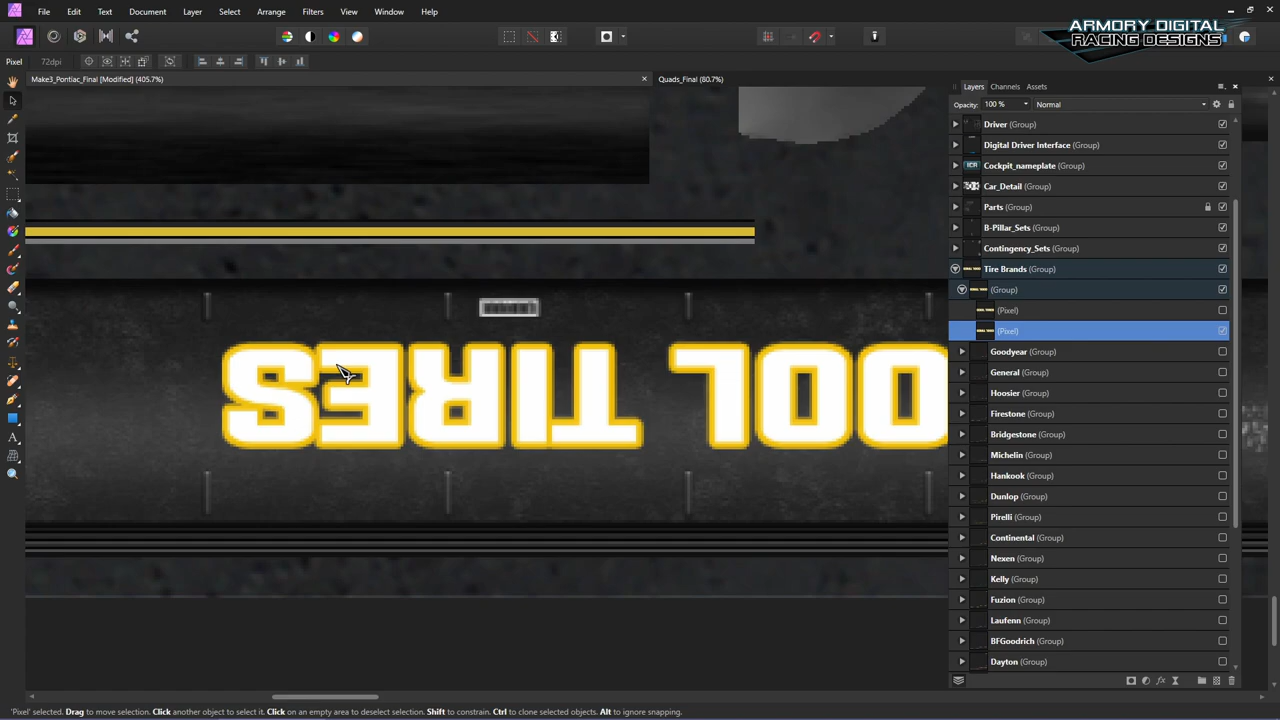 File Edit Text Document Layer Select Arrange Filters View Window Help
ARMORY DIGITAL
RACING DESIGNS
Pixel 72dpi
Make3_Pontiac_Final [Modified] (405.7%)
Quads_Final (80.7%)
Layers Channels Assets
Opacity: 100 % Normal
Driver (Group)
Digital Driver Interface (Group)
ICR Cockpit_nameplate (Group)
Car_Detail (Group)
Parts (Group)
B-Pillar_Sets (Group)
Contingency_Sets (Group)
Tire Brands (Group)
(Group)
(Pixel)
(Pixel)
Goodyear (Group)
General (Group)
Hoosier (Group)
Firestone (Group)
Bridgestone (Group)
Michelin (Group)
Hankook (Group)
Dunlop (Group)
Pirelli (Group)
Continental (Group)
Nexen (Group)
Kelly (Group)
Fuzion (Group)
Laufenn (Group)
BFGoodrich (Group)
Dayton (Group)
OOL TIRES
'Pixel' selected. Drag to move selection. Click another object to select it. Click on an empty area to deselect selection. Shift to constrain. Ctrl to clone selected objects. Alt to ignore snapping.